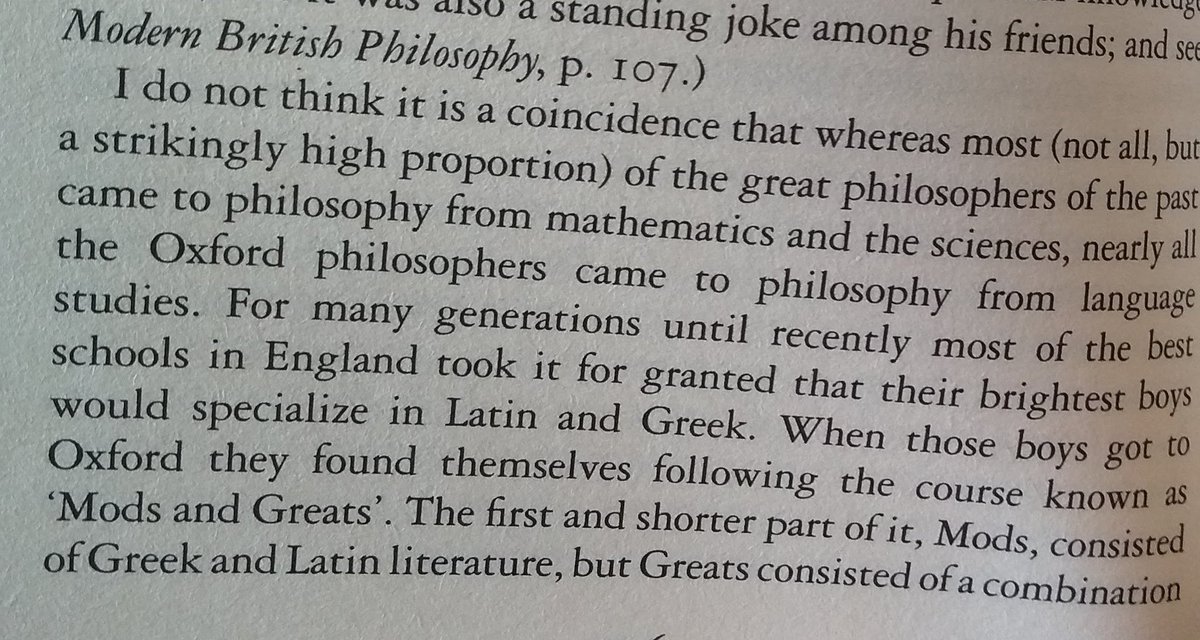 was also a standing joke among his friends; and see
Modern British Philosophy, p. 107.)
I do not think it is a coincidence that whereas most (not all, but
a strikingly high proportion) of the great philosophers of the past
came to philosophy from mathematics and the sciences, nearly all
the Oxford philosophers came to philosophy from language
studies. For many generations until recently most of the best
schools in England took it for granted that their brightest boys
would specialize in Latin and Greek. When those boys got to
Oxford they found themselves following the course known as
‘Mods and Greats’. The first and shorter part of it, Mods, consisted
of Greek and Latin literature, but Greats consisted of a combination